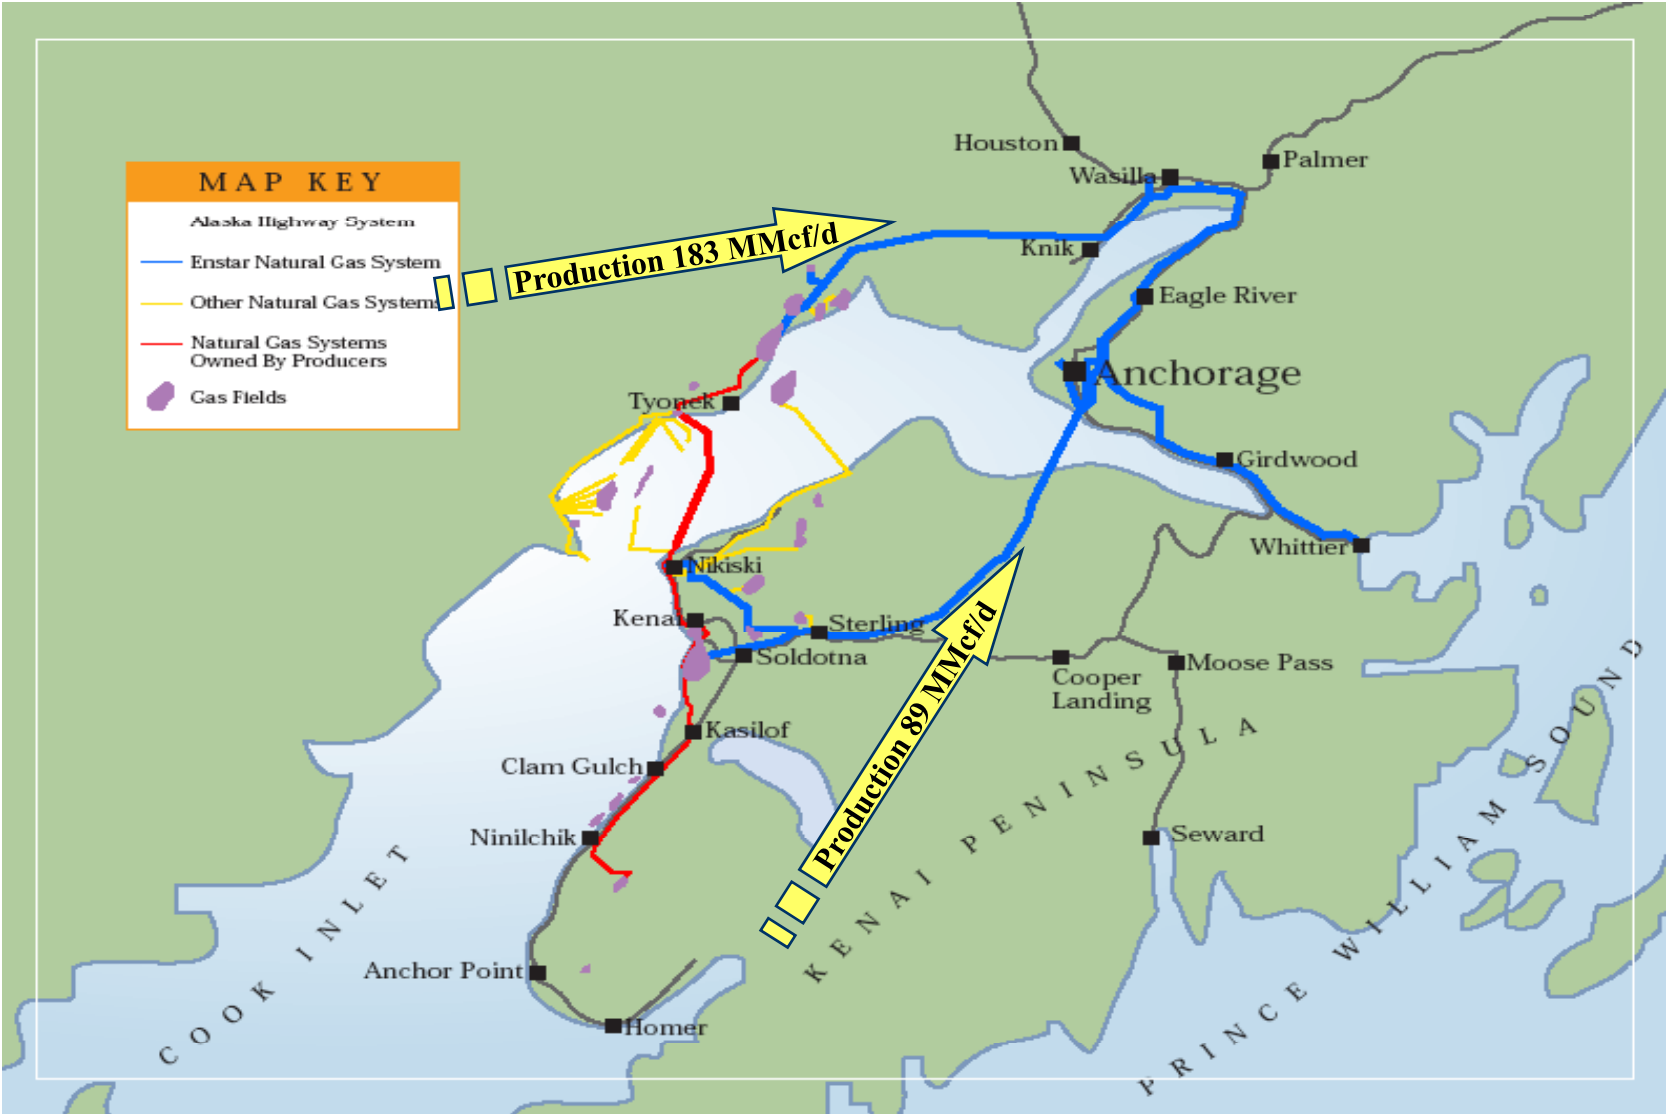 Houston
Palmer
Wasilla
MAP KEY
Alaska Highway System
Enstar Natural Gas System
Other Natural Gas Systems
Natural Gas Systems
Owned By Producers
Gas Fields
Production 183 MMcf/d
Knik
Eagle River
Anchorage
Tyonek
Girdwood
Whittier
Nikiski
Kenai
Sterling
Soldotna
Cooper
Landing
Moose Pass
Kasilof
Clam Gulch
Ninilchik
Seward
Production 89 MMcf/d
Anchor Point
Homer
COOK INLET
KENAI PENINSULA
PRINCE WILLIAM SOUND